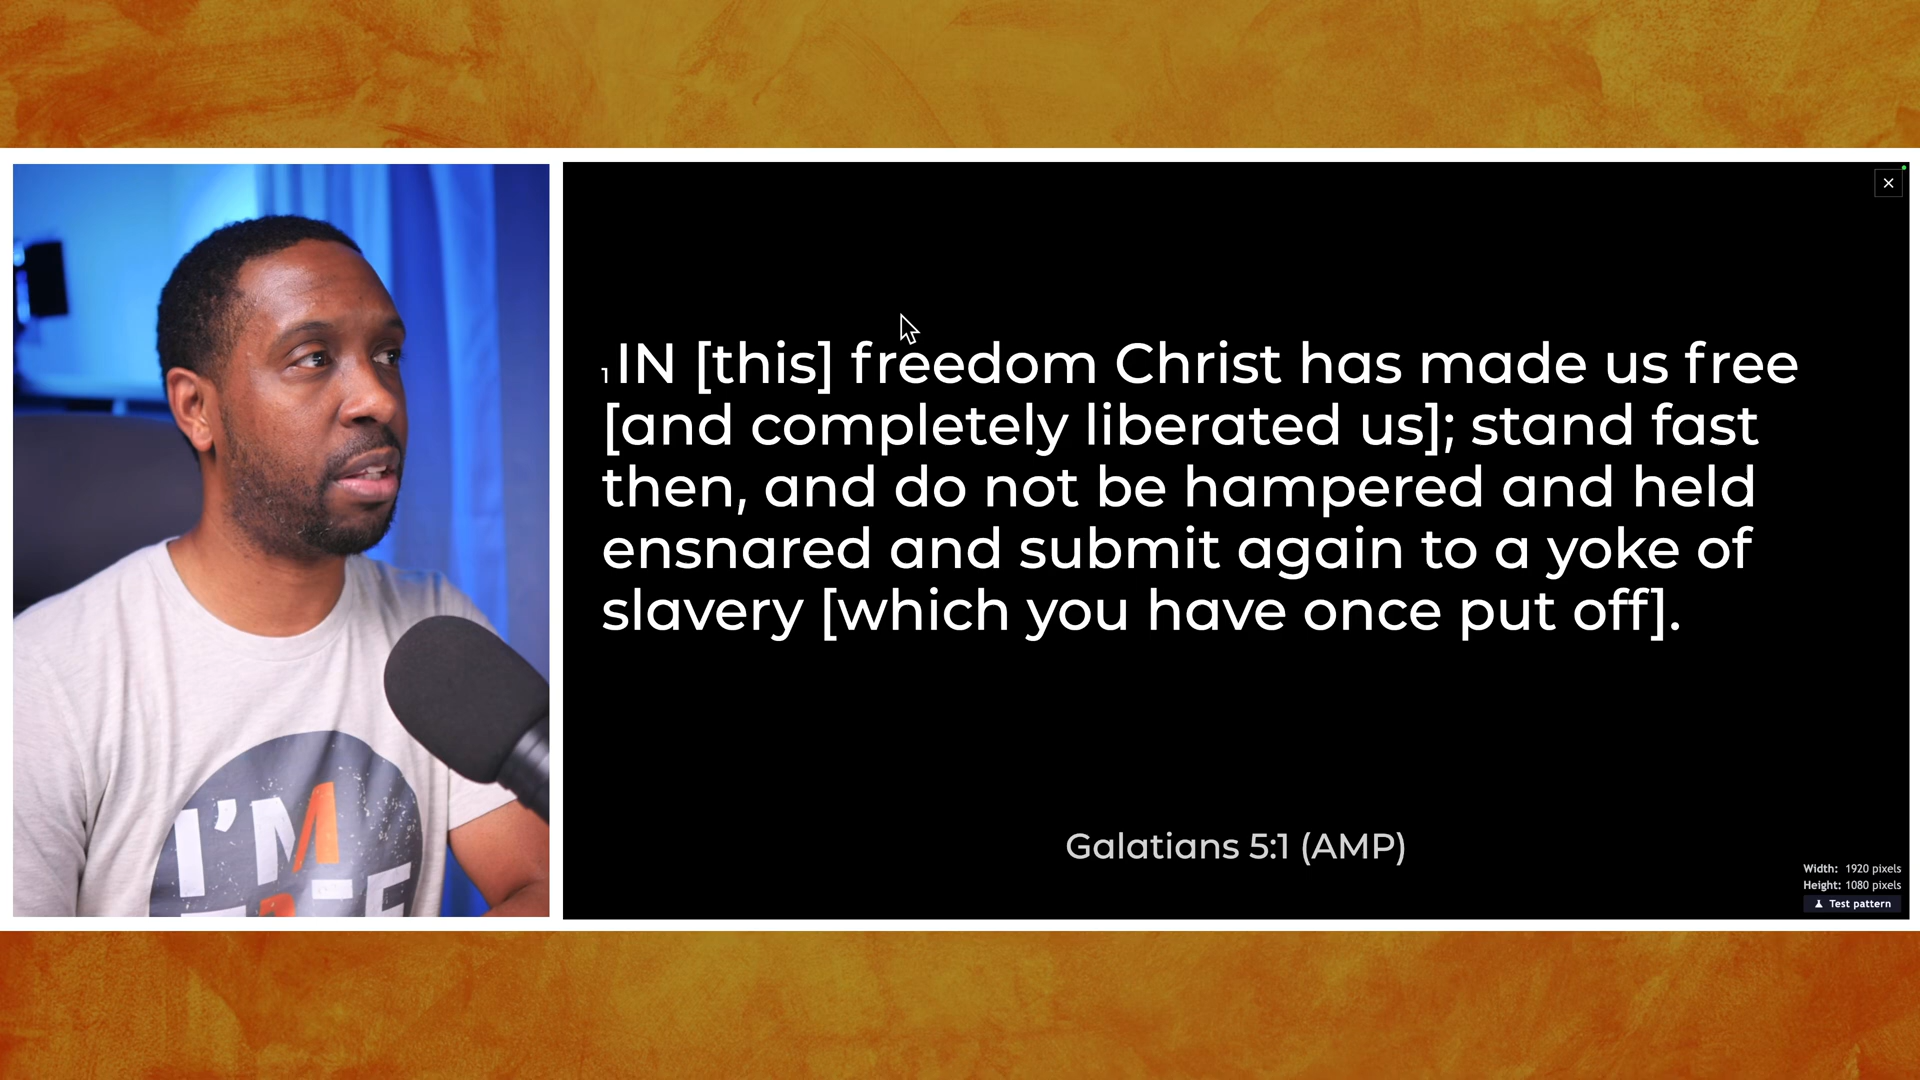 1 IN [this] freedom Christ has made us free
[and completely liberated us]; stand fast
then, and do not be hampered and held
ensnared and submit again to a yoke of
slavery [which you have once put off].
Galatians 5:1 (AMP)
Width: 1920 pixels
Height: 1080 pixels
Test pattern
I'M